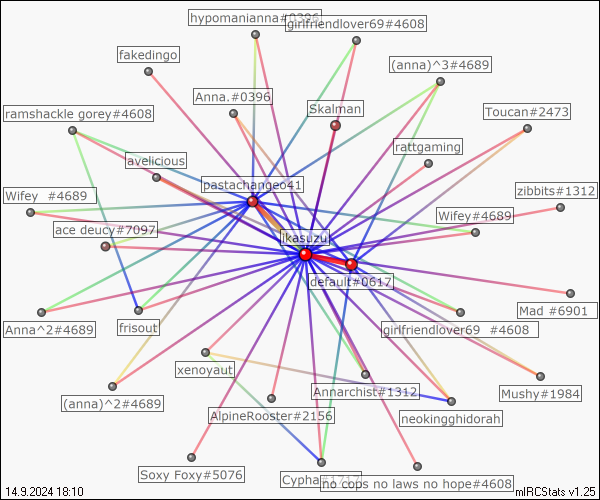 hypomanianna#0396
girlfriendlover69#4608
fakedingo
(anna)^3#4689
Anna.#0396
Skalman
Toucan#2473
ramshackle gorey#4608
rattgaming
avelicious
pastachangeo41
zibbits#1312
Wifey #4689
Wifey#4689
ace deucy#7097
ikasuzu
default#0617
Mad #6901
Anna^2#4689
frisout
girlfriendlover69 #4608
xenoyaut
Annarchist#1312
Mushy#1984
(anna)^2#4689
AlpineRooster#2156
neokingghidorah
Soxy Foxy#5076
Cypha#1717
no cops no laws no hope#4608
14.9.2024 18:10
mIRCStats v1.25